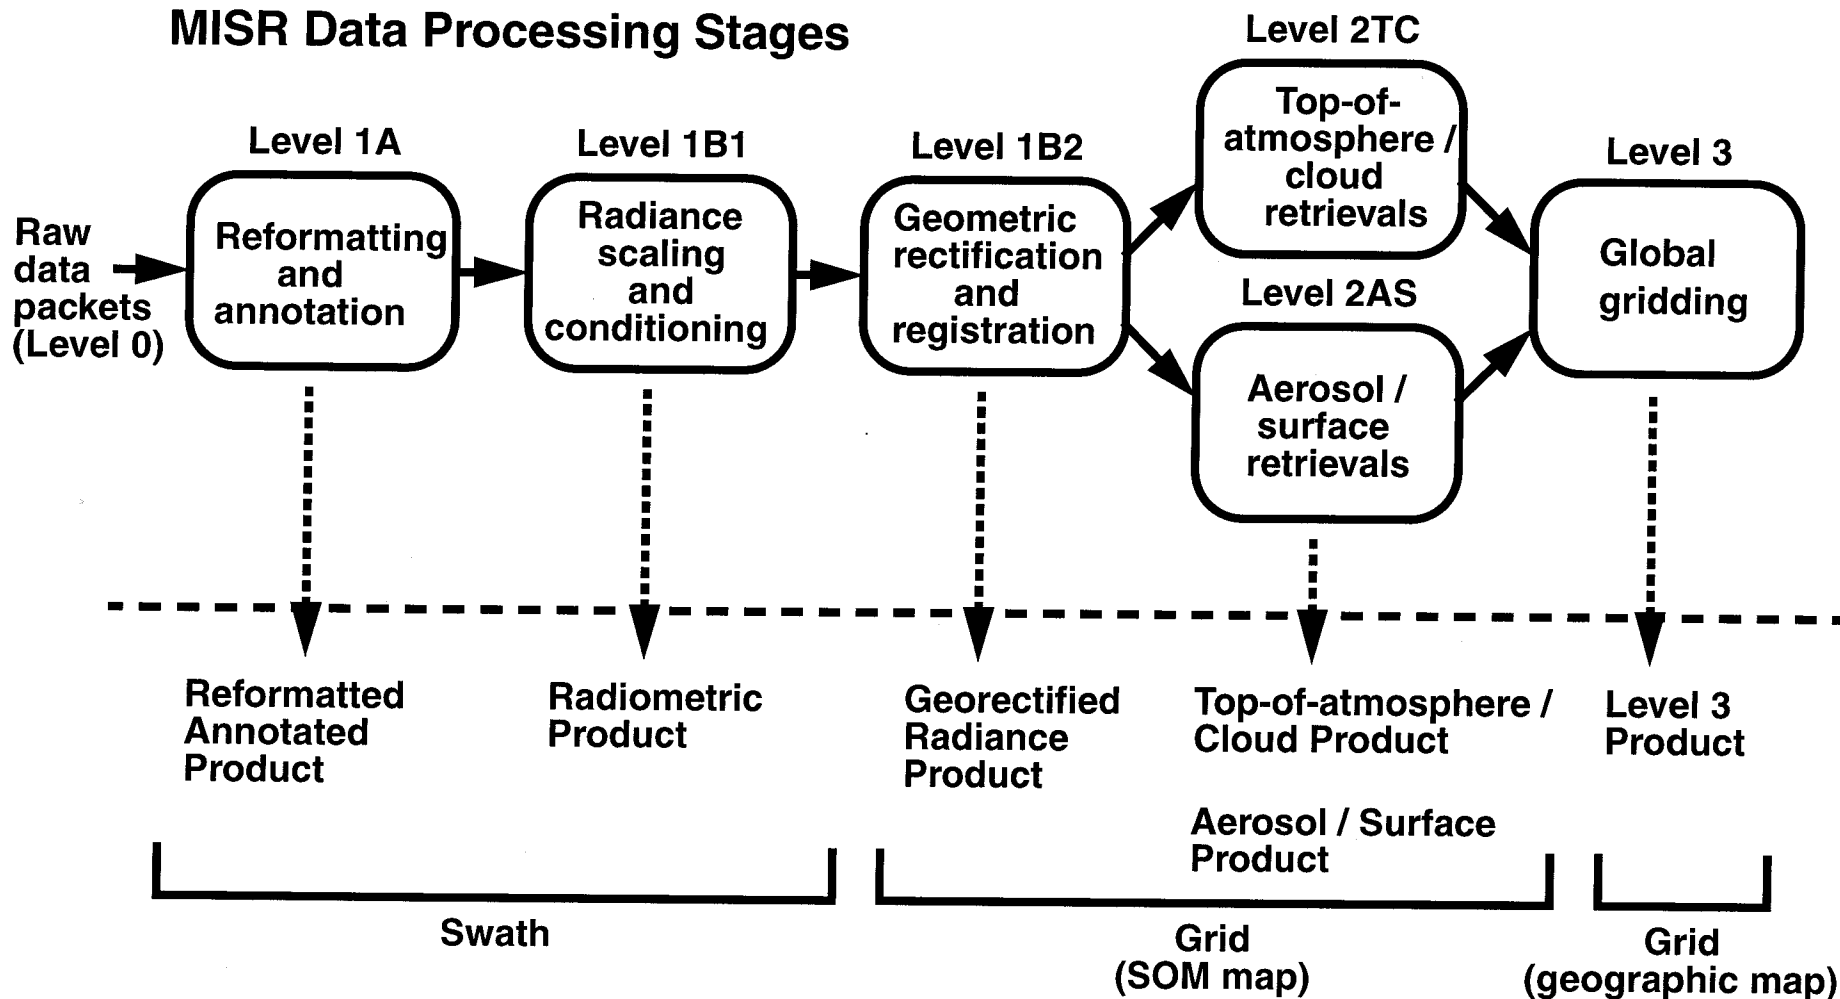 MISR Data Processing Stages
Level 2TC
Top-of-
atmosphere /
cloud
retrievals
Level 1A
Level 1B1
Level 1B2
Level 3
Raw
data
packets
(Level 0)
Reformatting
and
annotation
Radiance
scaling
and
conditioning
Geometric
rectification
and
registration
Level 2AS
Aerosol /
surface
retrievals
Global
gridding
Reformatted
Annotated
Product
Radiometric
Product
Georectified
Radiance
Product
Top-of-atmosphere /
Cloud Product
Aerosol / Surface
Product
Level 3
Product
Swath
Grid
(SOM map)
Grid
(geographic map)